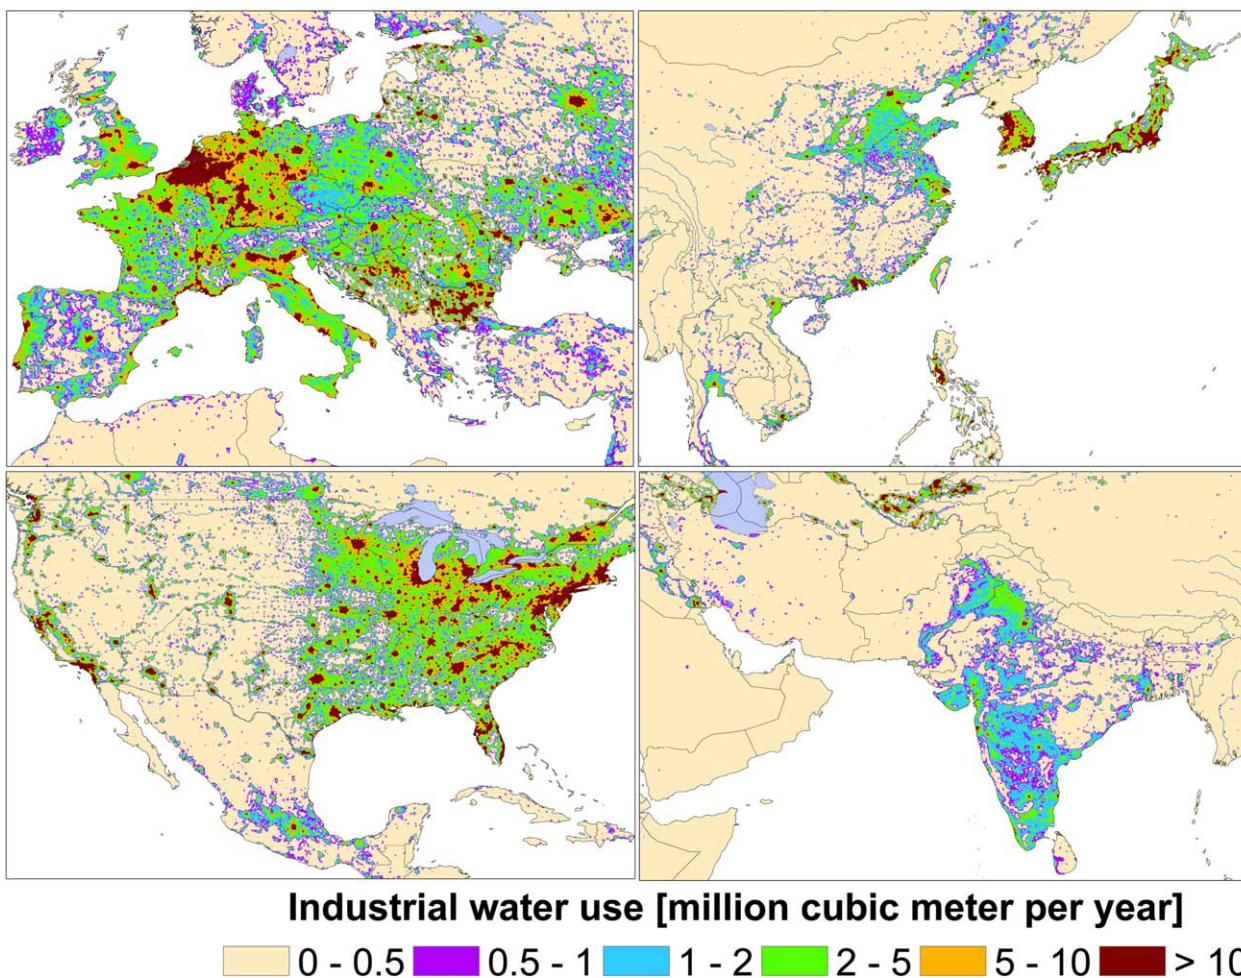 Industrial water use [million cubic meter per year]
0 - 0.5 0.5 - 1 1 - 2 2 - 5 5 - 10 > 10